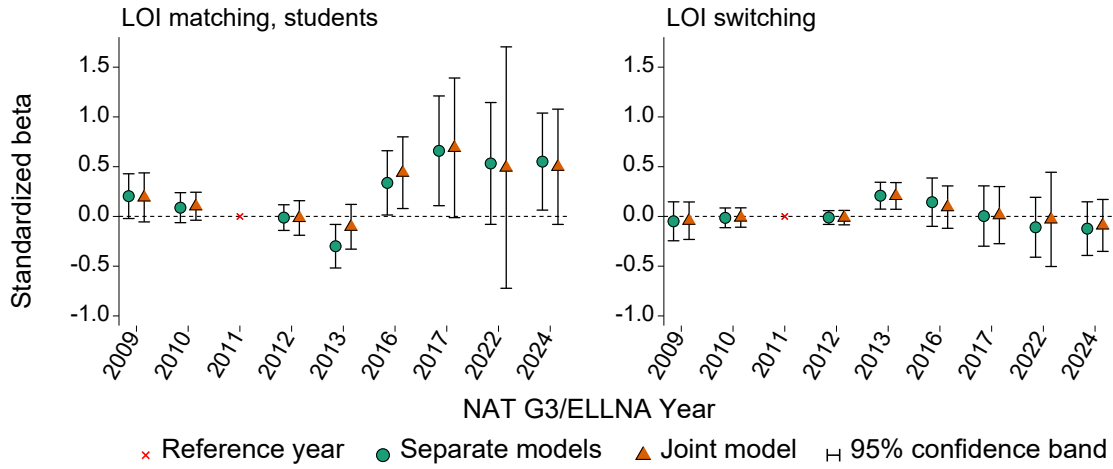 LOI matching, students
LOI switching
Standardized beta
1.5
1.0
0.5
0.0
-0.5
-1.0
2009 2010 2011 2012 2013 2016 2017 2022 2024
1.5
1.0
0.5
0.0
-0.5
-1.0
2009 2010 2011 2012 2013 2016 2017 2022 2024
NAT G3/ELLNA Year
Reference year Separate models Joint model 95% confidence band